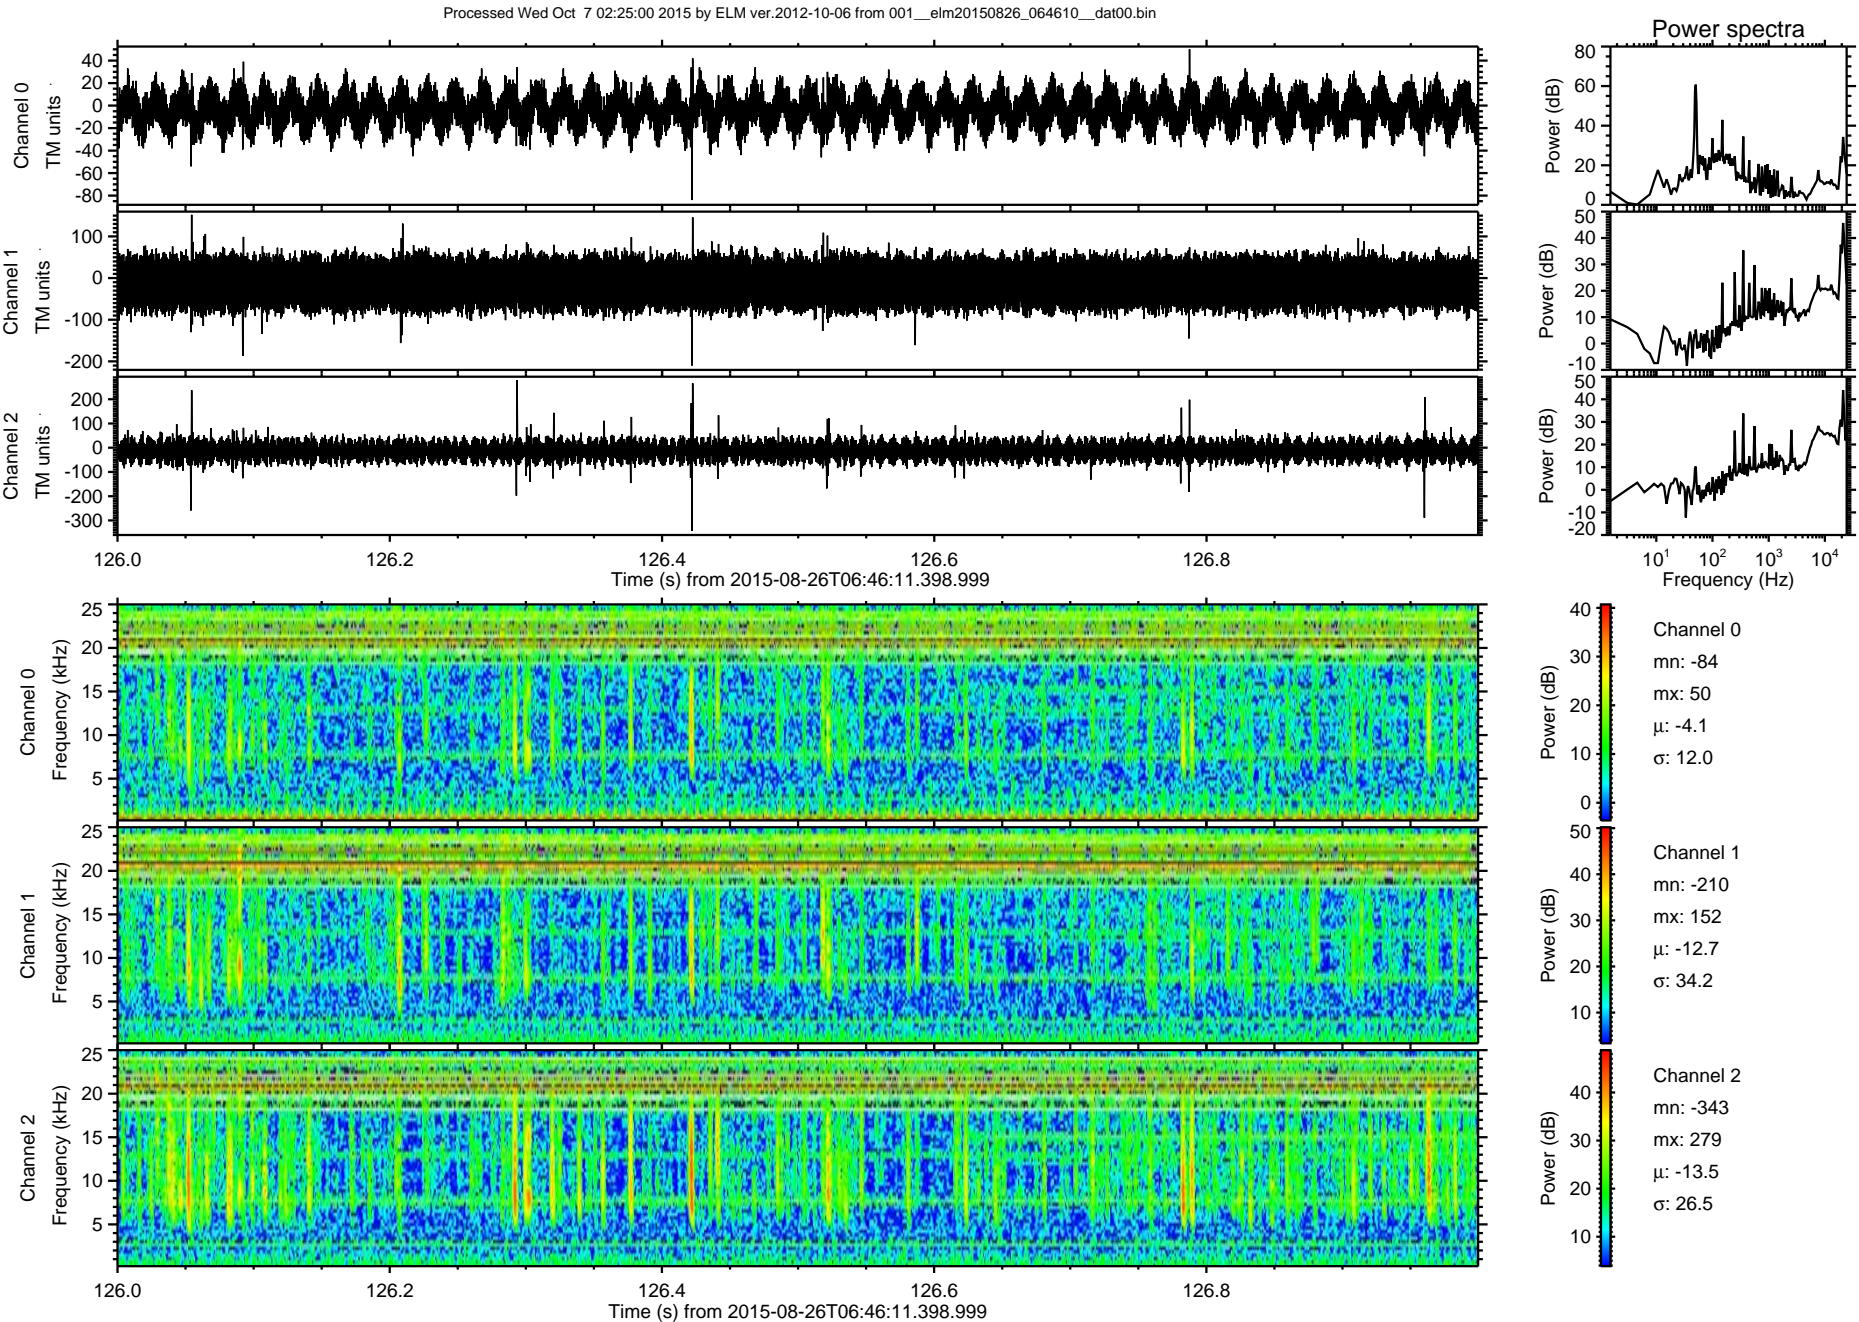 Processed Wed Oct 7 02:25:00 2015 by ELM ver.2012-10-06 from 001__elm20150826_064610__dat00.bin
Power spectra
Channel 0
TM units
40
20
0
-20
-40
-60
-80
Power (dB)
80
60
40
20
0
Channel 1
TM units
100
0
-100
-200
Power (dB)
50
40
30
20
10
0
-10
Channel 2
TM units
200
100
0
-100
-200
-300
Power (dB)
50
40
30
20
10
0
-10
-20
126.0 126.2 126.4 126.6 126.8
Time (s) from 2015-08-26T06:46:11.398.999
10^1 10^2 10^3 10^4
Frequency (Hz)
Channel 0
Frequency (kHz)
25
20
15
10
5
Power (dB)
40
30
20
10
0
Channel 0
mn: -84
mx: 50
μ: -4.1
σ: 12.0
Channel 1
Frequency (kHz)
25
20
15
10
5
Power (dB)
50
40
30
20
10
Channel 1
mn: -210
mx: 152
μ: -12.7
σ: 34.2
Channel 2
Frequency (kHz)
25
20
15
10
5
Power (dB)
40
30
20
10
Channel 2
mn: -343
mx: 279
μ: -13.5
σ: 26.5
126.0 126.2 126.4 126.6 126.8
Time (s) from 2015-08-26T06:46:11.398.999